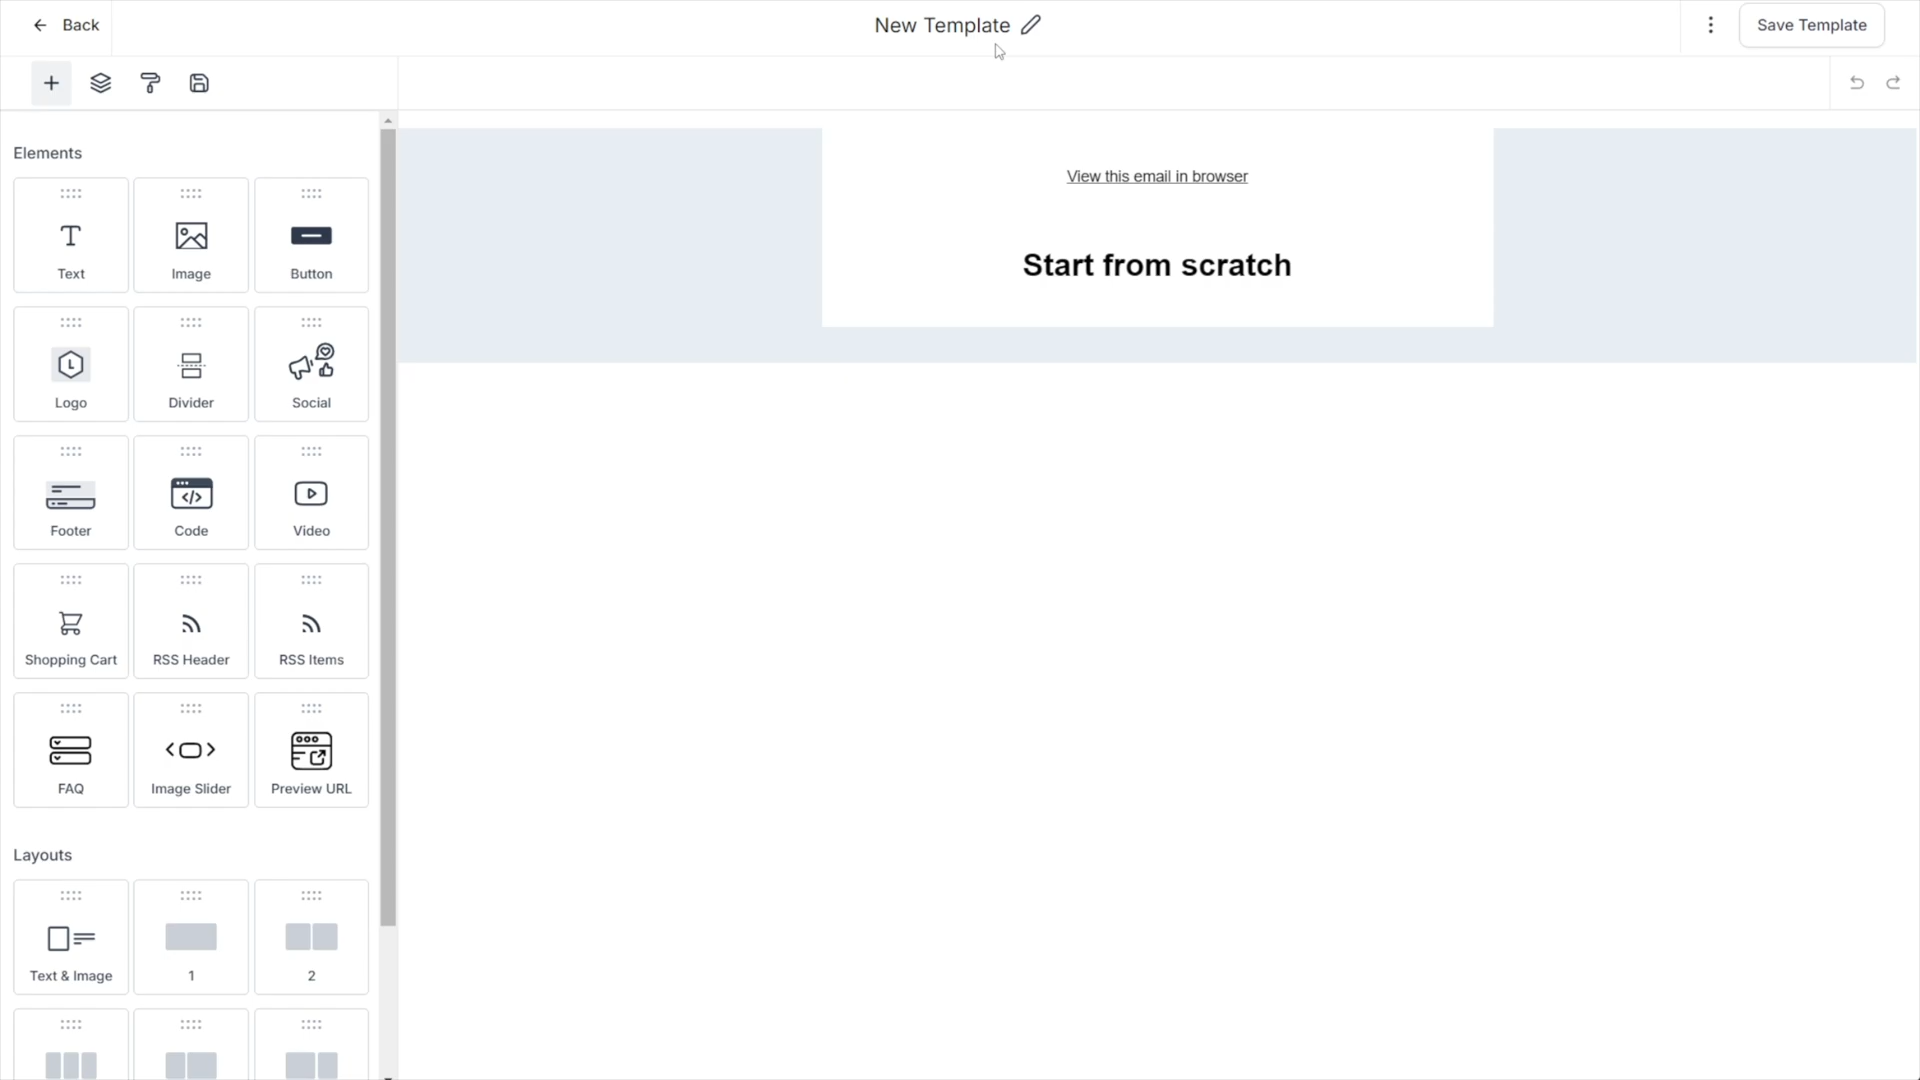 Back
New Template
Save Template
Elements
Text
Image
Button
Logo
Divider
Social
Footer
Code
Video
Shopping Cart
RSS Header
RSS Items
FAQ
Image Slider
Preview URL
Layouts
Text & Image
1
2
View this email in browser
Start from scratch